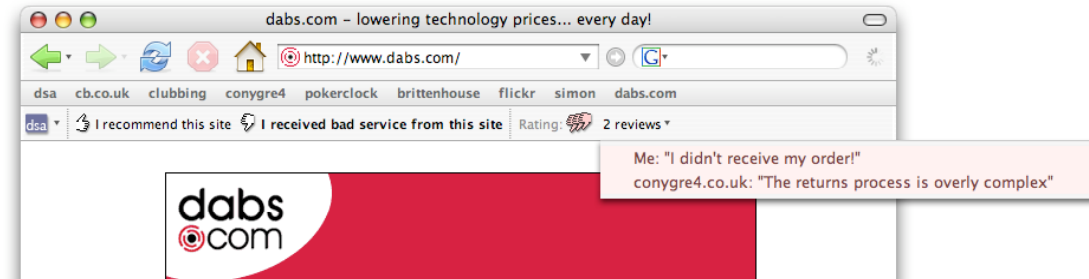 dabs.com – lowering technology prices... every day!
http://www.dabs.com/
G
dsa cb.co.uk clubbing conygre4 pokerclock brittenhouse flickr simon dabs.com
dsa I recommend this site I received bad service from this site Rating: 2 reviews
Me: "I didn't receive my order!"
conygre4.co.uk: "The returns process is overly complex"
dabs
com